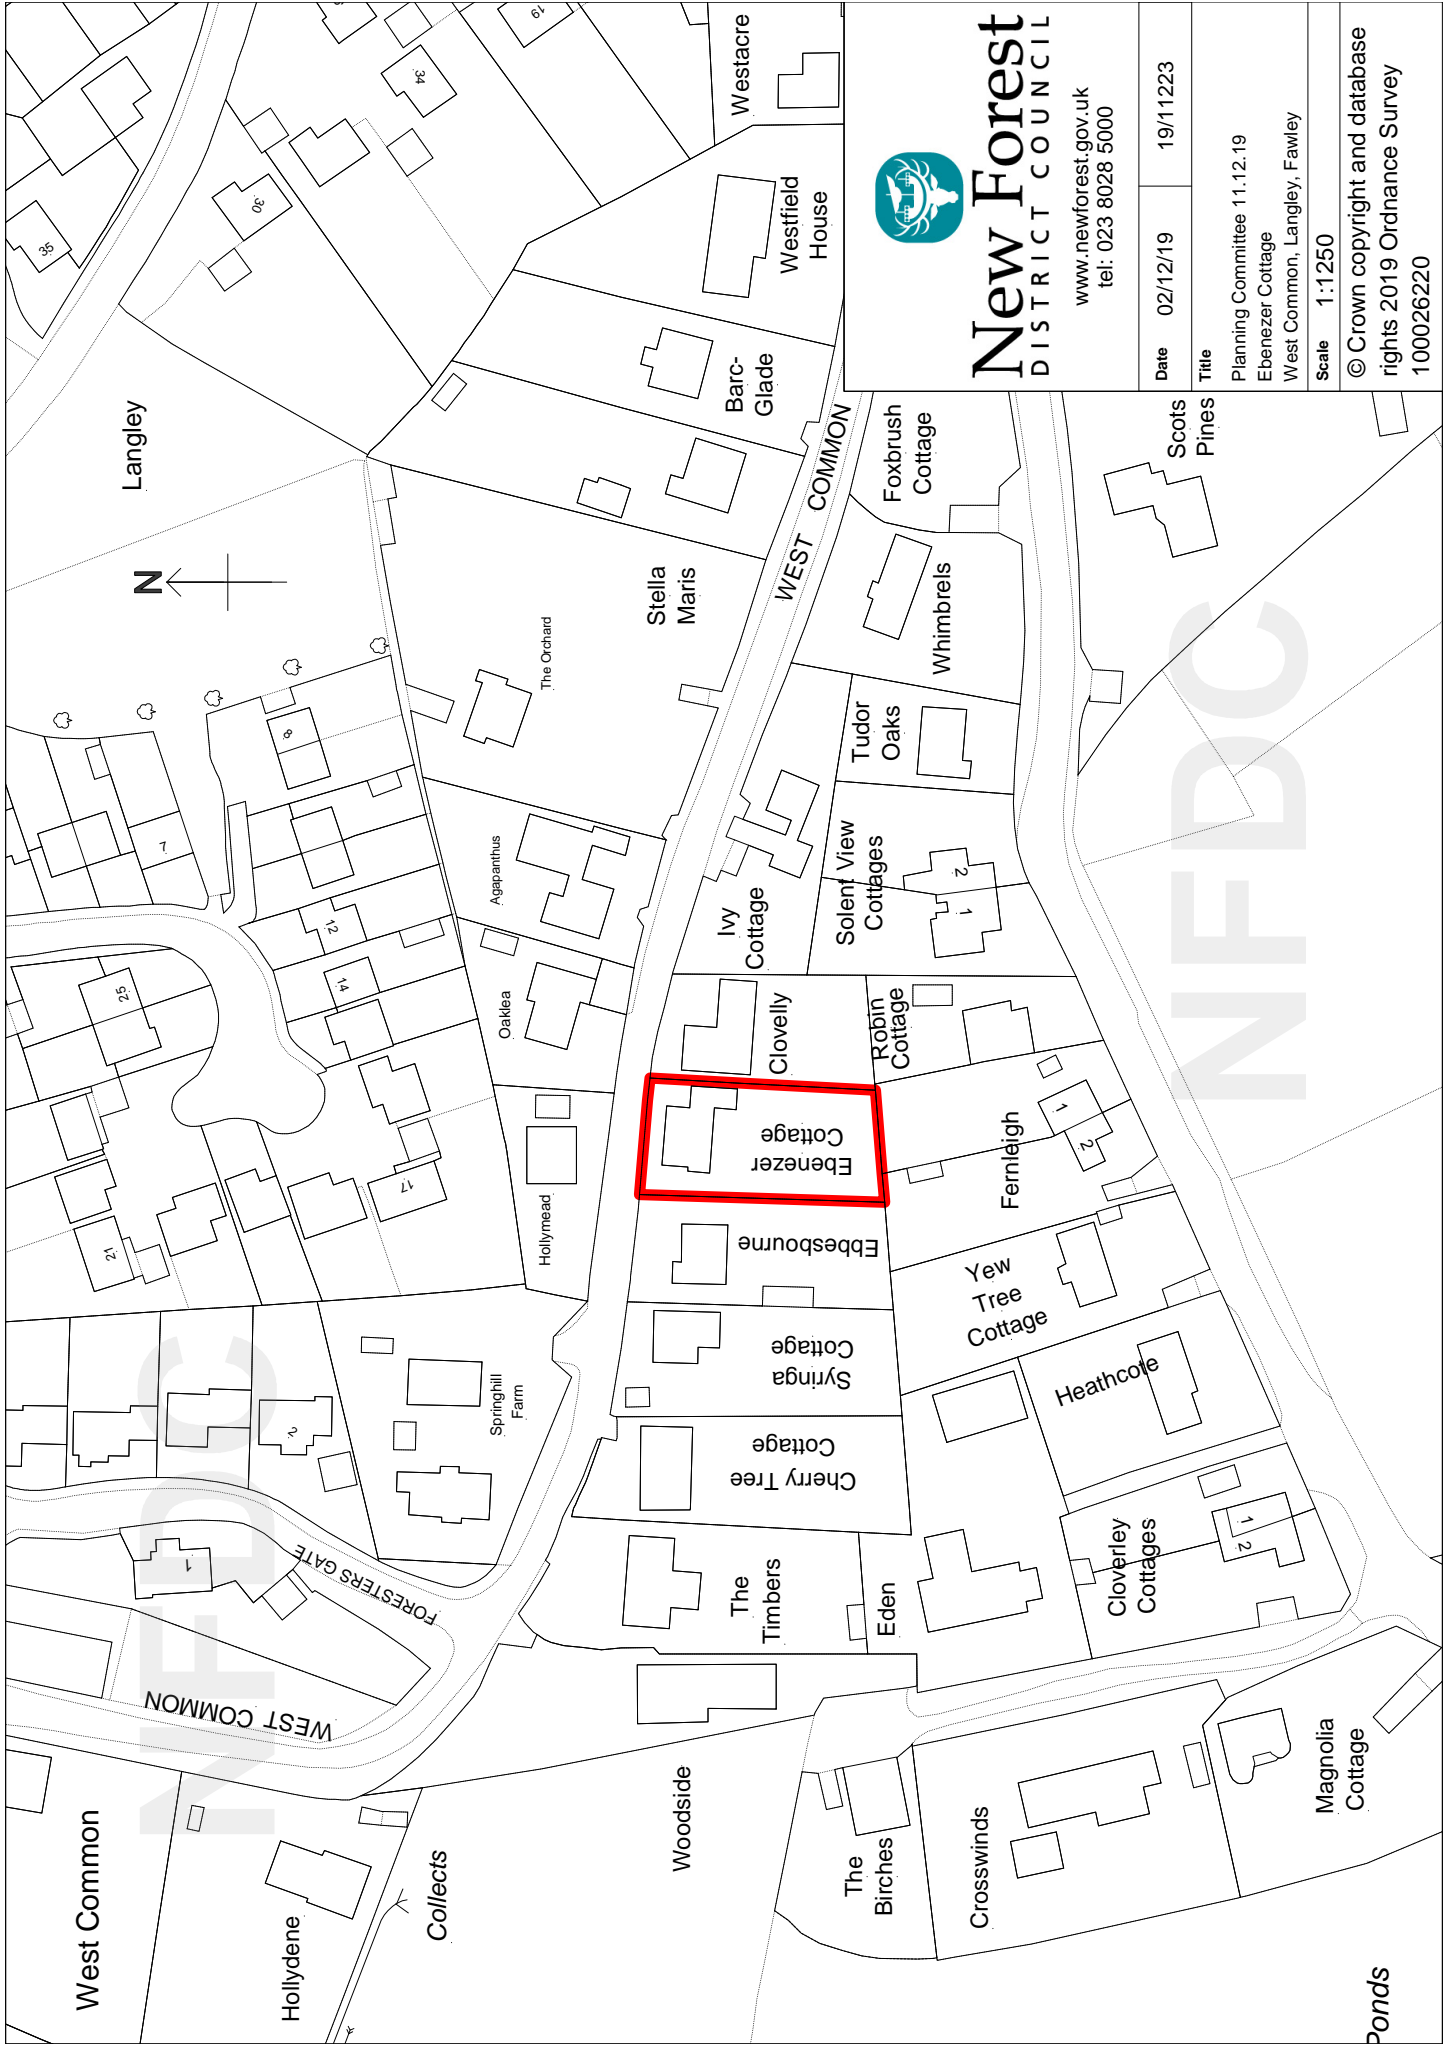 West Common
Hollydene
Collects
Ponds
WEST COMMON
FORESTERS GATE
1
2
Springhill
Farm
21
17
25
14
12
7
8
Langley
N
35
30
34
19
Westacre
Westfield
House
Barc-
Glade
Stella
Maris
The Orchard
Agapanthus
Oaklea
Hollymead
WEST COMMON
Woodside
The
Birches
Crosswinds
Magnolia
Cottage
The
Timbers
Eden
Cloverley
Cottages
1
2
Cherry Tree
Cottage
Syringa
Cottage
Heathcote
Ebbesbourne
Yew
Tree
Cottage
Ebenezer
Cottage
Fernleigh
1
2
Clovelly
Robin
Cottage
Ivy
Cottage
Solent View
Cottages
1
2
Tudor
Oaks
Whimbrels
Foxbrush
Cottage
Scots
Pines
NFDC
NFDC
New Forest
DISTRICT COUNCIL
www.newforest.gov.uk
tel: 023 8028 5000
Date 02/12/19 19/11223
Title
Planning Committee 11.12.19
Ebenezer Cottage
West Common, Langley, Fawley
Scale 1:1250
© Crown copyright and database
rights 2019 Ordnance Survey
100026220